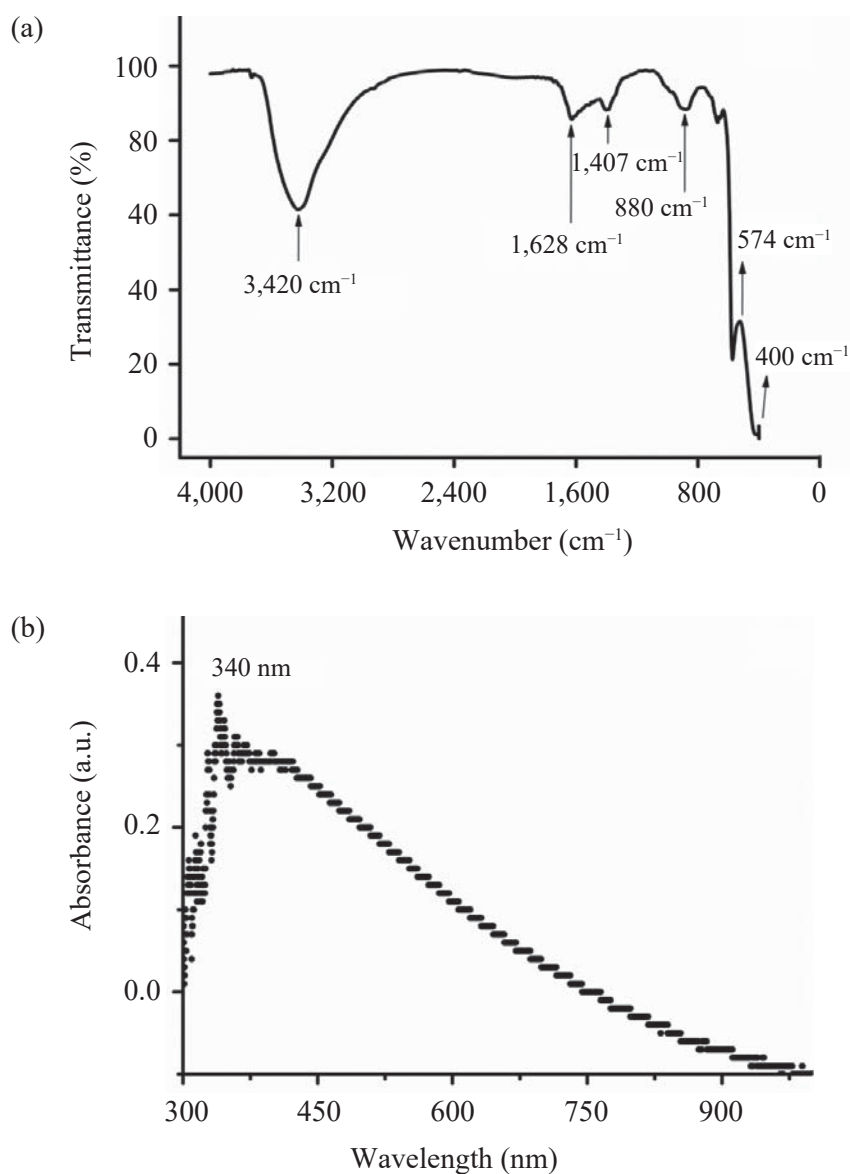 (a)
100
80
60
40
40
20
0
Transmittance (%)
3,420 cm⁻¹
1,628 cm⁻¹
1,407 cm⁻¹
880 cm⁻¹
574 cm⁻¹
400 cm⁻¹
4,000 3,200 2,400 1,600 800 0
Wavenumber (cm⁻¹)
(b)
340 nm
0.4
0.2
0.0
Absorbance (a.u.)
300 450 600 750 900
Wavelength (nm)